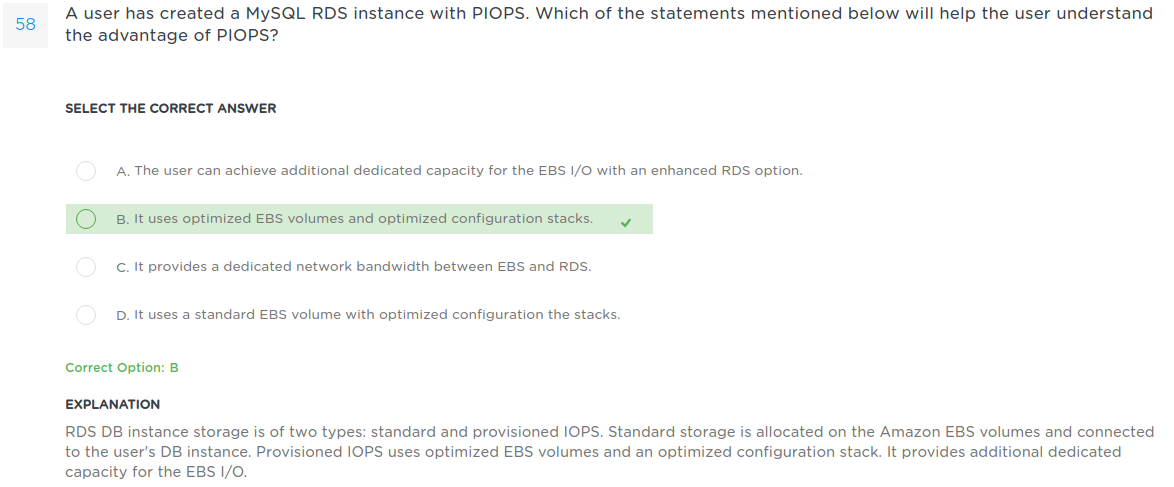 58
A user has created a MySQL RDS instance with PIOPS. Which of the statements mentioned below will help the user understand
the advantage of PIOPS?
SELECT THE CORRECT ANSWER
A. The user can achieve additional dedicated capacity for the EBS I/O with an enhanced RDS option.
B. It uses optimized EBS volumes and optimized configuration stacks.
C. It provides a dedicated network bandwidth between EBS and RDS.
D. It uses a standard EBS volume with optimized configuration the stacks.
Correct Option: B
EXPLANATION
RDS DB instance storage is of two types: standard and provisioned IOPS. Standard storage is allocated on the Amazon EBS volumes and connected
to the user's DB instance. Provisioned IOPS uses optimized EBS volumes and an optimized configuration stack. It provides additional dedicated
capacity for the EBS I/O.